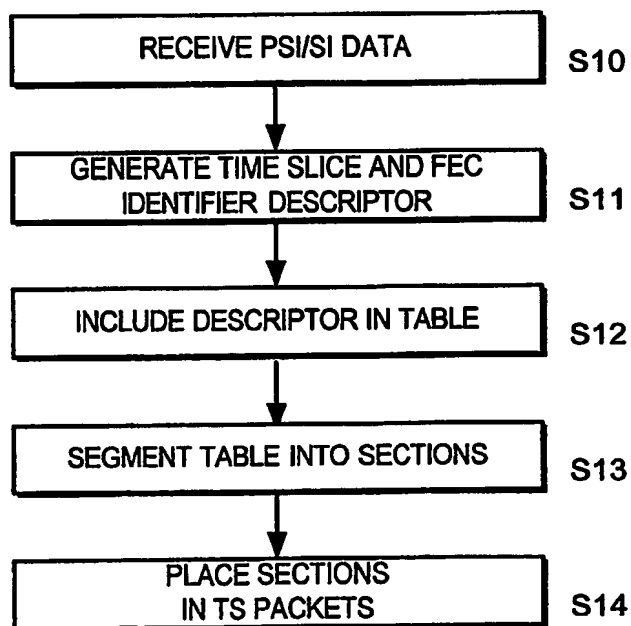 RECEIVE PSI/SI DATA
S10
GENERATE TIME SLICE AND FEC
IDENTIFIER DESCRIPTOR
S11
INCLUDE DESCRIPTOR IN TABLE
S12
SEGMENT TABLE INTO SECTIONS
S13
PLACE SECTIONS
IN TS PACKETS
S14